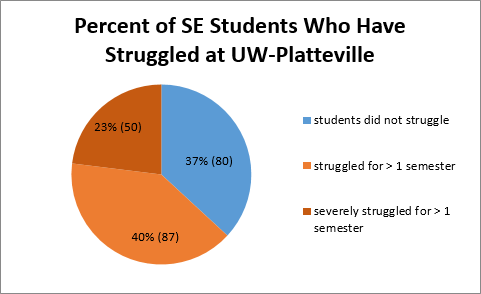 Percent of SE Students Who Have
Struggled at UW-Platteville
23% (50)
37% (80)
40% (87)
students did not struggle
struggled for > 1 semester
severely struggled for > 1
semester